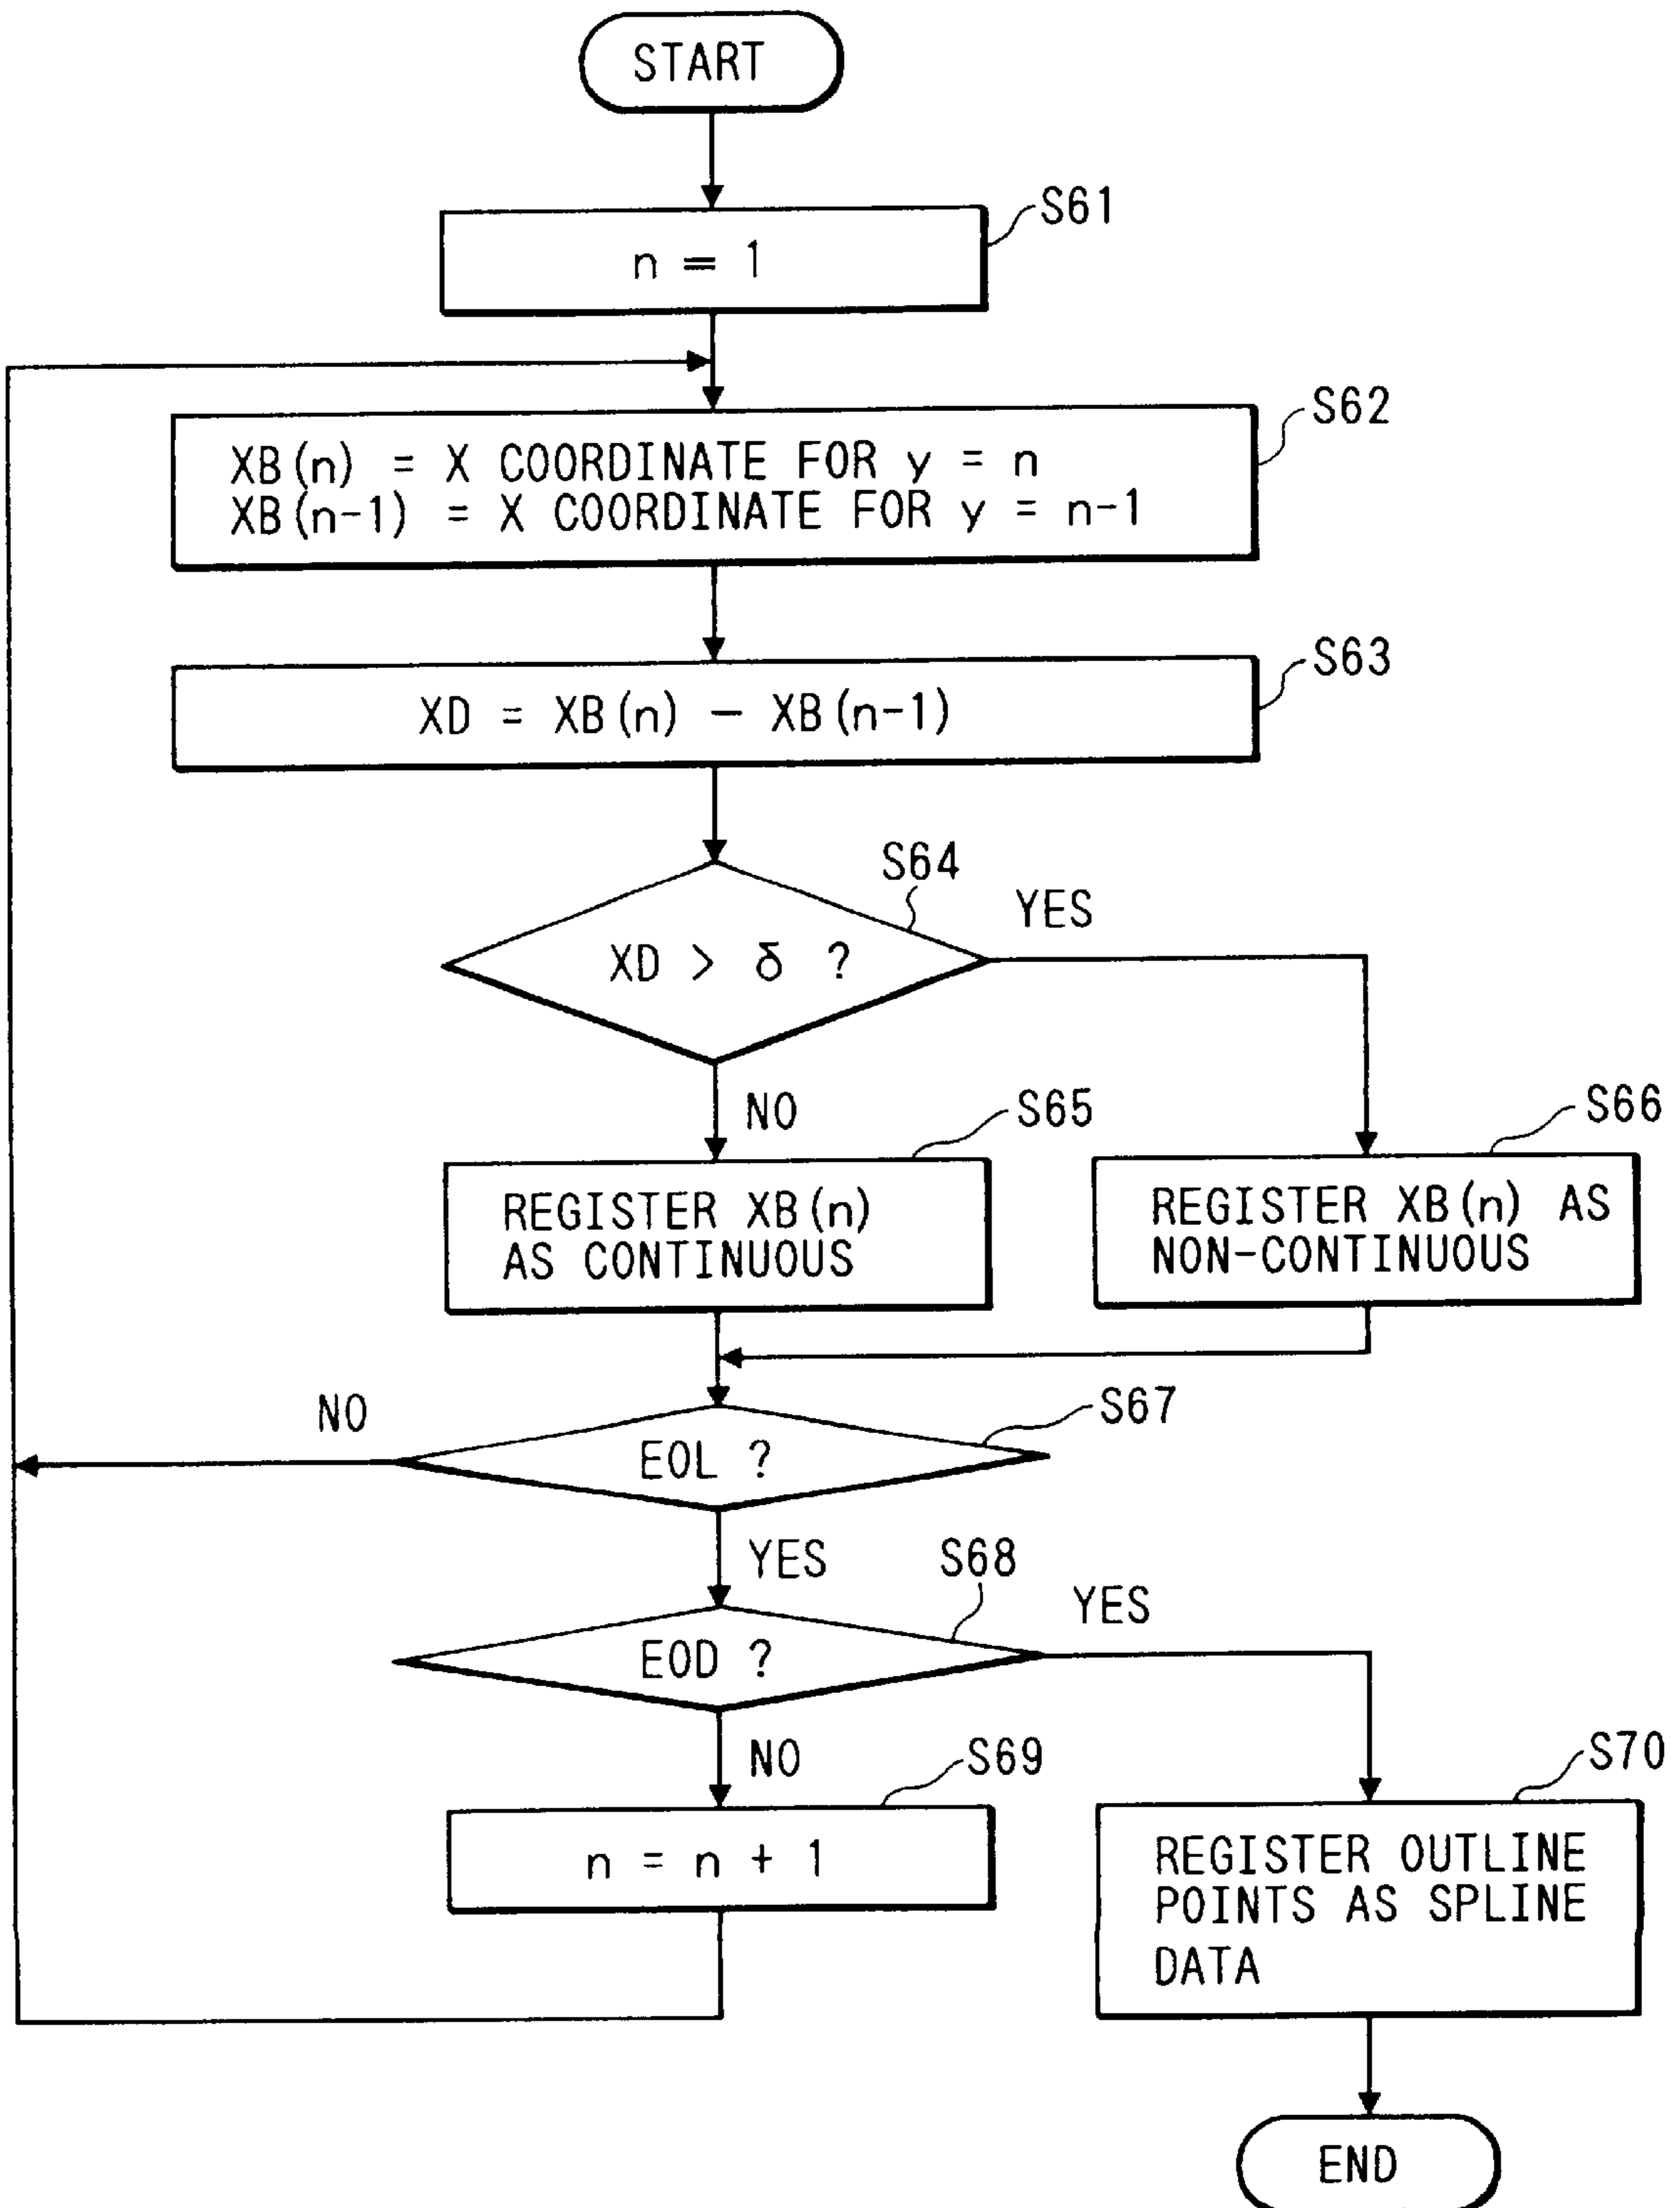 START
S61
n = 1
S62
XB(n) = X COORDINATE FOR y = n
XB(n-1) = X COORDINATE FOR y = n-1
S63
XD = XB(n) — XB(n-1)
S64
YES
XD > δ ?
NO
S65
S66
REGISTER XB(n)
AS CONTINUOUS
REGISTER XB(n) AS
NON-CONTINUOUS
NO
S67
EOL ?
YES
S68
YES
EOD ?
NO
S69
S70
n = n + 1
REGISTER OUTLINE
POINTS AS SPLINE
DATA
END